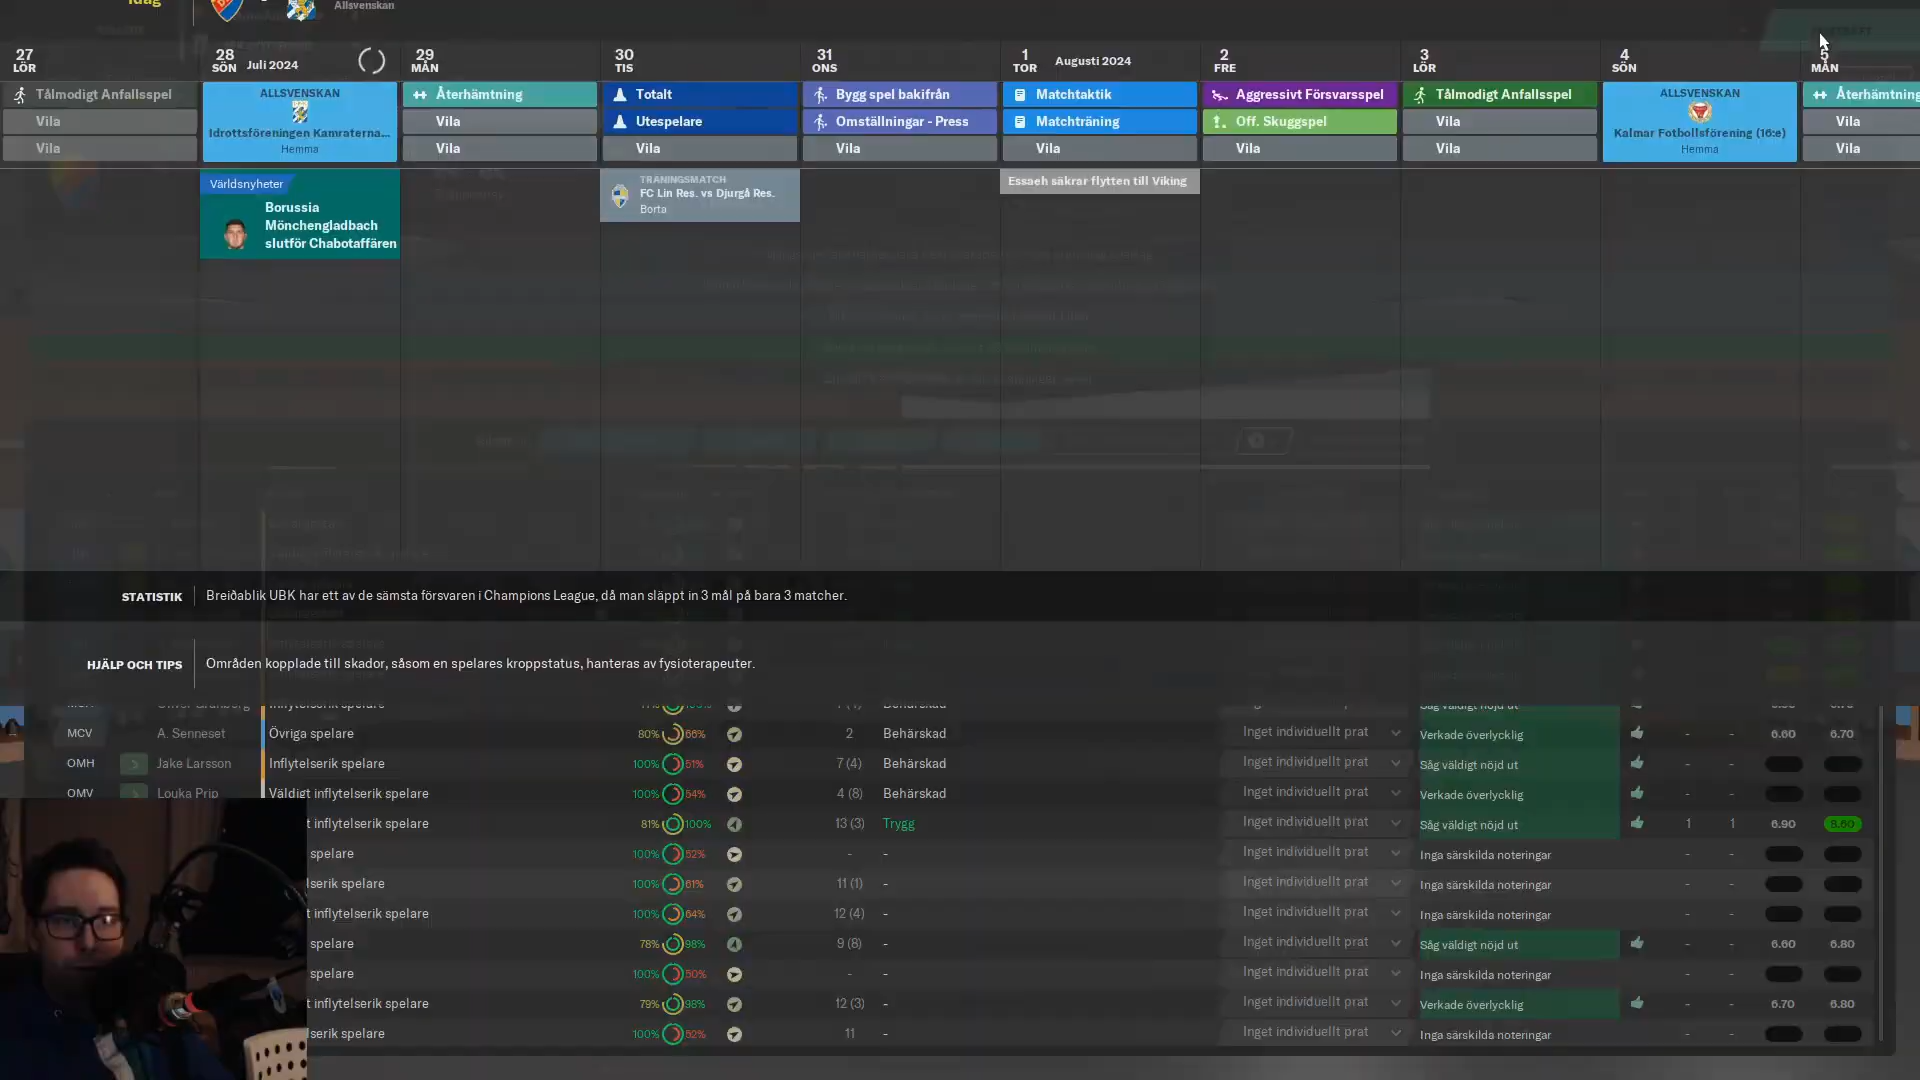 Idag
Allsvenskan
27 LÖR
28 SÖN Juli 2024
29 MÅN
30 TIS
31 ONS
1 TOR Augusti 2024
2 FRE
3 LÖR
4 SÖN
5 MÅN
Tålmodigt Anfallsspel
Vila
Vila
ALLSVENSKAN
Idrottsföreningen Kamraterna...
Hemma
Återhämtning
Vila
Vila
Totalt
Utespelare
Vila
Bygg spel bakifrån
Omställningar - Press
Vila
Matchtaktik
Matchträning
Vila
Aggressivt Försvarsspel
Off. Skuggspel
Vila
Tålmodigt Anfallsspel
Vila
Vila
ALLSVENSKAN
Kalmar Fotbollsförening (16:e)
Hemma
Återhämtning
Vila
Vila
Världsnyheter
Borussia
Mönchengladbach
slutför Chabotaffären
TRÄNINGSMATCH
FC Lin Res. vs Djurgå Res.
Borta
Essaeh säkrar flytten till Viking
STATISTIK Breiðablik UBK har ett av de sämsta försvaren i Champions League, då man släppt in 3 mål på bara 3 matcher.
HJÄLP OCH TIPS Områden kopplade till skador, såsom en spelares kroppstatus, hanteras av fysioterapeuter.
MCV A. Senneset Övriga spelare 80% 66% 2 Behärskad Inget individuellt prat Verkade överlycklig - - 6.60 6.70
OMH Jake Larsson Inflytelserik spelare 100% 51% 7 (4) Behärskad Inget individuellt prat Såg väldigt nöjd ut - -
OMV Louka Prip Väldigt inflytelserik spelare 100% 54% 4 (8) Behärskad Inget individuellt prat Verkade överlycklig - -
t inflytelserik spelare 81% 100% 13 (3) Trygg Inget individuellt prat Såg väldigt nöjd ut 1 1 6.90 8.60
spelare 100% 52% - - Inget individuellt prat Inga särskilda noteringar - -
lserik spelare 100% 61% 11 (1) - Inget individuellt prat Inga särskilda noteringar - -
t inflytelserik spelare 100% 64% 12 (4) - Inget individuellt prat Inga särskilda noteringar - -
spelare 78% 98% 9 (8) - Inget individuellt prat Såg väldigt nöjd ut - - 6.60 6.80
spelare 100% 50% - - Inget individuellt prat Inga särskilda noteringar - -
t inflytelserik spelare 79% 98% 12 (3) - Inget individuellt prat Verkade överlycklig - - 6.70 6.80
lserik spelare 100% 52% 11 - Inget individuellt prat Inga särskilda noteringar - -